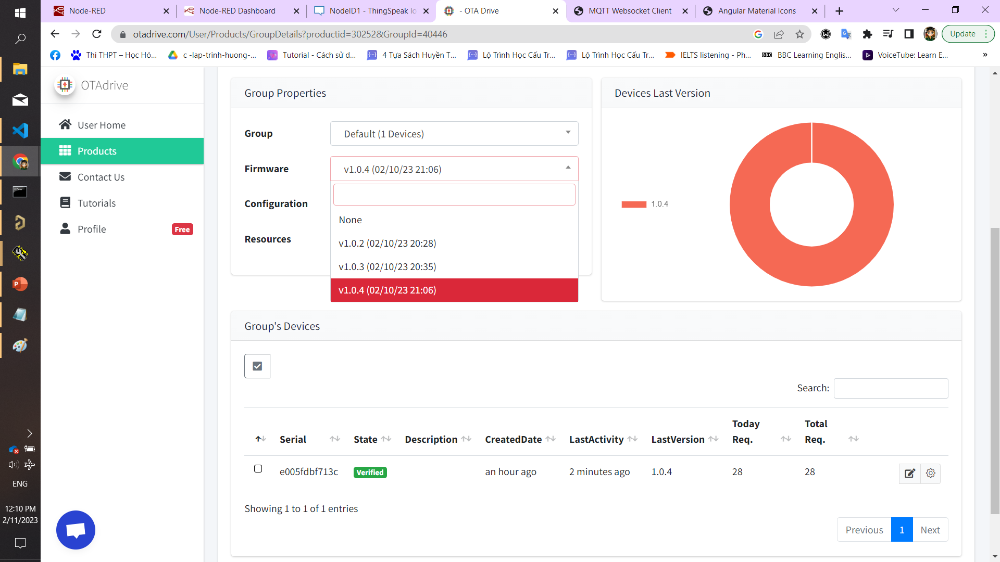 Node-RED
Node-RED Dashboard
NodeID1 - ThingSpeak Io
- OTA Drive
MQTT Websocket Client
Angular Material Icons
otadrive.com/User/Products/GroupDetails?productid=30252&GroupId=40446
Update
Thi THPT – Học Hó...
c -lap-trinh-huong-...
Tutorial - Cách sử d...
4 Tựa Sách Huyền T...
Lộ Trình Học Cấu Tr...
Lộ Trình Học Cấu Tr...
IELTS listening - Ph...
BBC Learning Englis...
VoiceTube: Learn E...
OTAdrive
User Home
Products
Contact Us
Tutorials
Profile
Free
Group Properties
Group
Default (1 Devices)
Firmware
v1.0.4 (02/10/23 21:06)
Configuration
Resources
None
v1.0.2 (02/10/23 20:28)
v1.0.3 (02/10/23 20:35)
v1.0.4 (02/10/23 21:06)
Devices Last Version
1.0.4
Group's Devices
Search:
Serial
State
Description
CreatedDate
LastActivity
LastVersion
Today
Req.
Total
Req.
e005fdbf713c
Verified
an hour ago
2 minutes ago
1.0.4
28
28
Showing 1 to 1 of 1 entries
Previous
1
Next
ENG
12:10 PM
2/11/2023